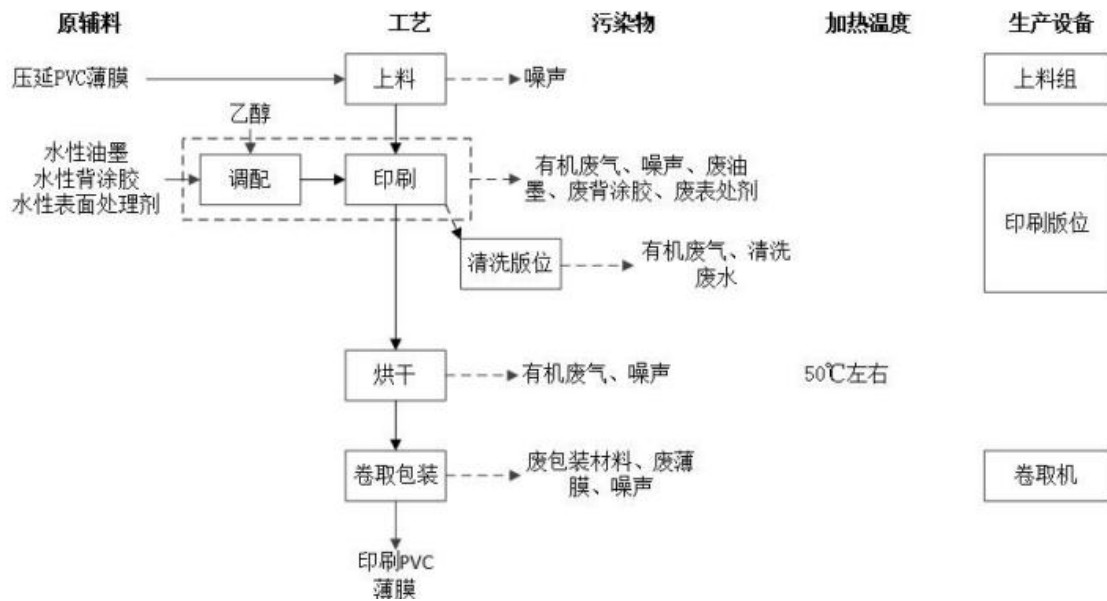 原辅料 工艺 污染物 加热温度 生产设备
压延PVC薄膜 上料 噪声 上料组
乙醇
水性油墨
水性背涂胶
水性表面处理剂
调配 印刷
有机废气、噪声、废油
墨、废背涂胶、废表处剂
印刷版位
清洗版位
有机废气、清洗
废水
烘干 有机废气、噪声 50℃左右
卷取包装
废包装材料、废薄
膜、噪声
卷取机
印刷PVC
薄膜